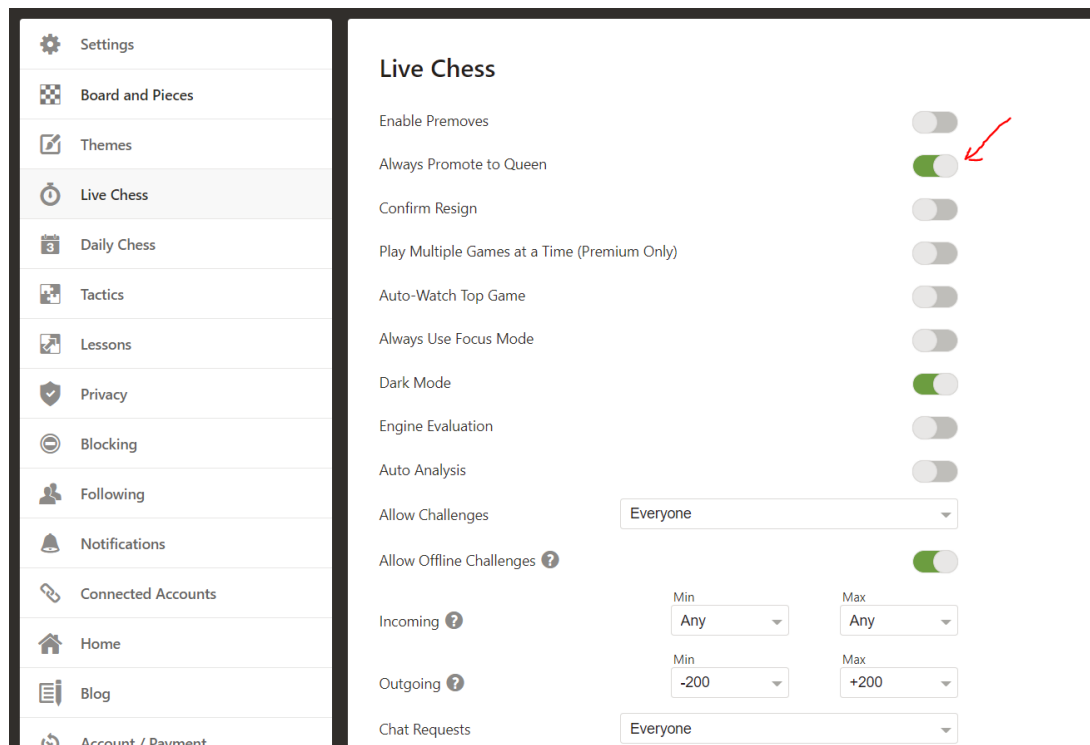 Settings
Board and Pieces
Themes
Live Chess
3
Daily Chess
Tactics
Lessons
Privacy
Blocking
Following
Notifications
Connected Accounts
Home
Blog
Account / Payment
Live Chess
Enable Premoves
Always Promote to Queen
Confirm Resign
Play Multiple Games at a Time (Premium Only)
Auto-Watch Top Game
Always Use Focus Mode
Dark Mode
Engine Evaluation
Auto Analysis
Allow Challenges Everyone
Allow Offline Challenges ?
Min Max
Incoming ? Any Any
Min Max
Outgoing ? -200 +200
Chat Requests Everyone